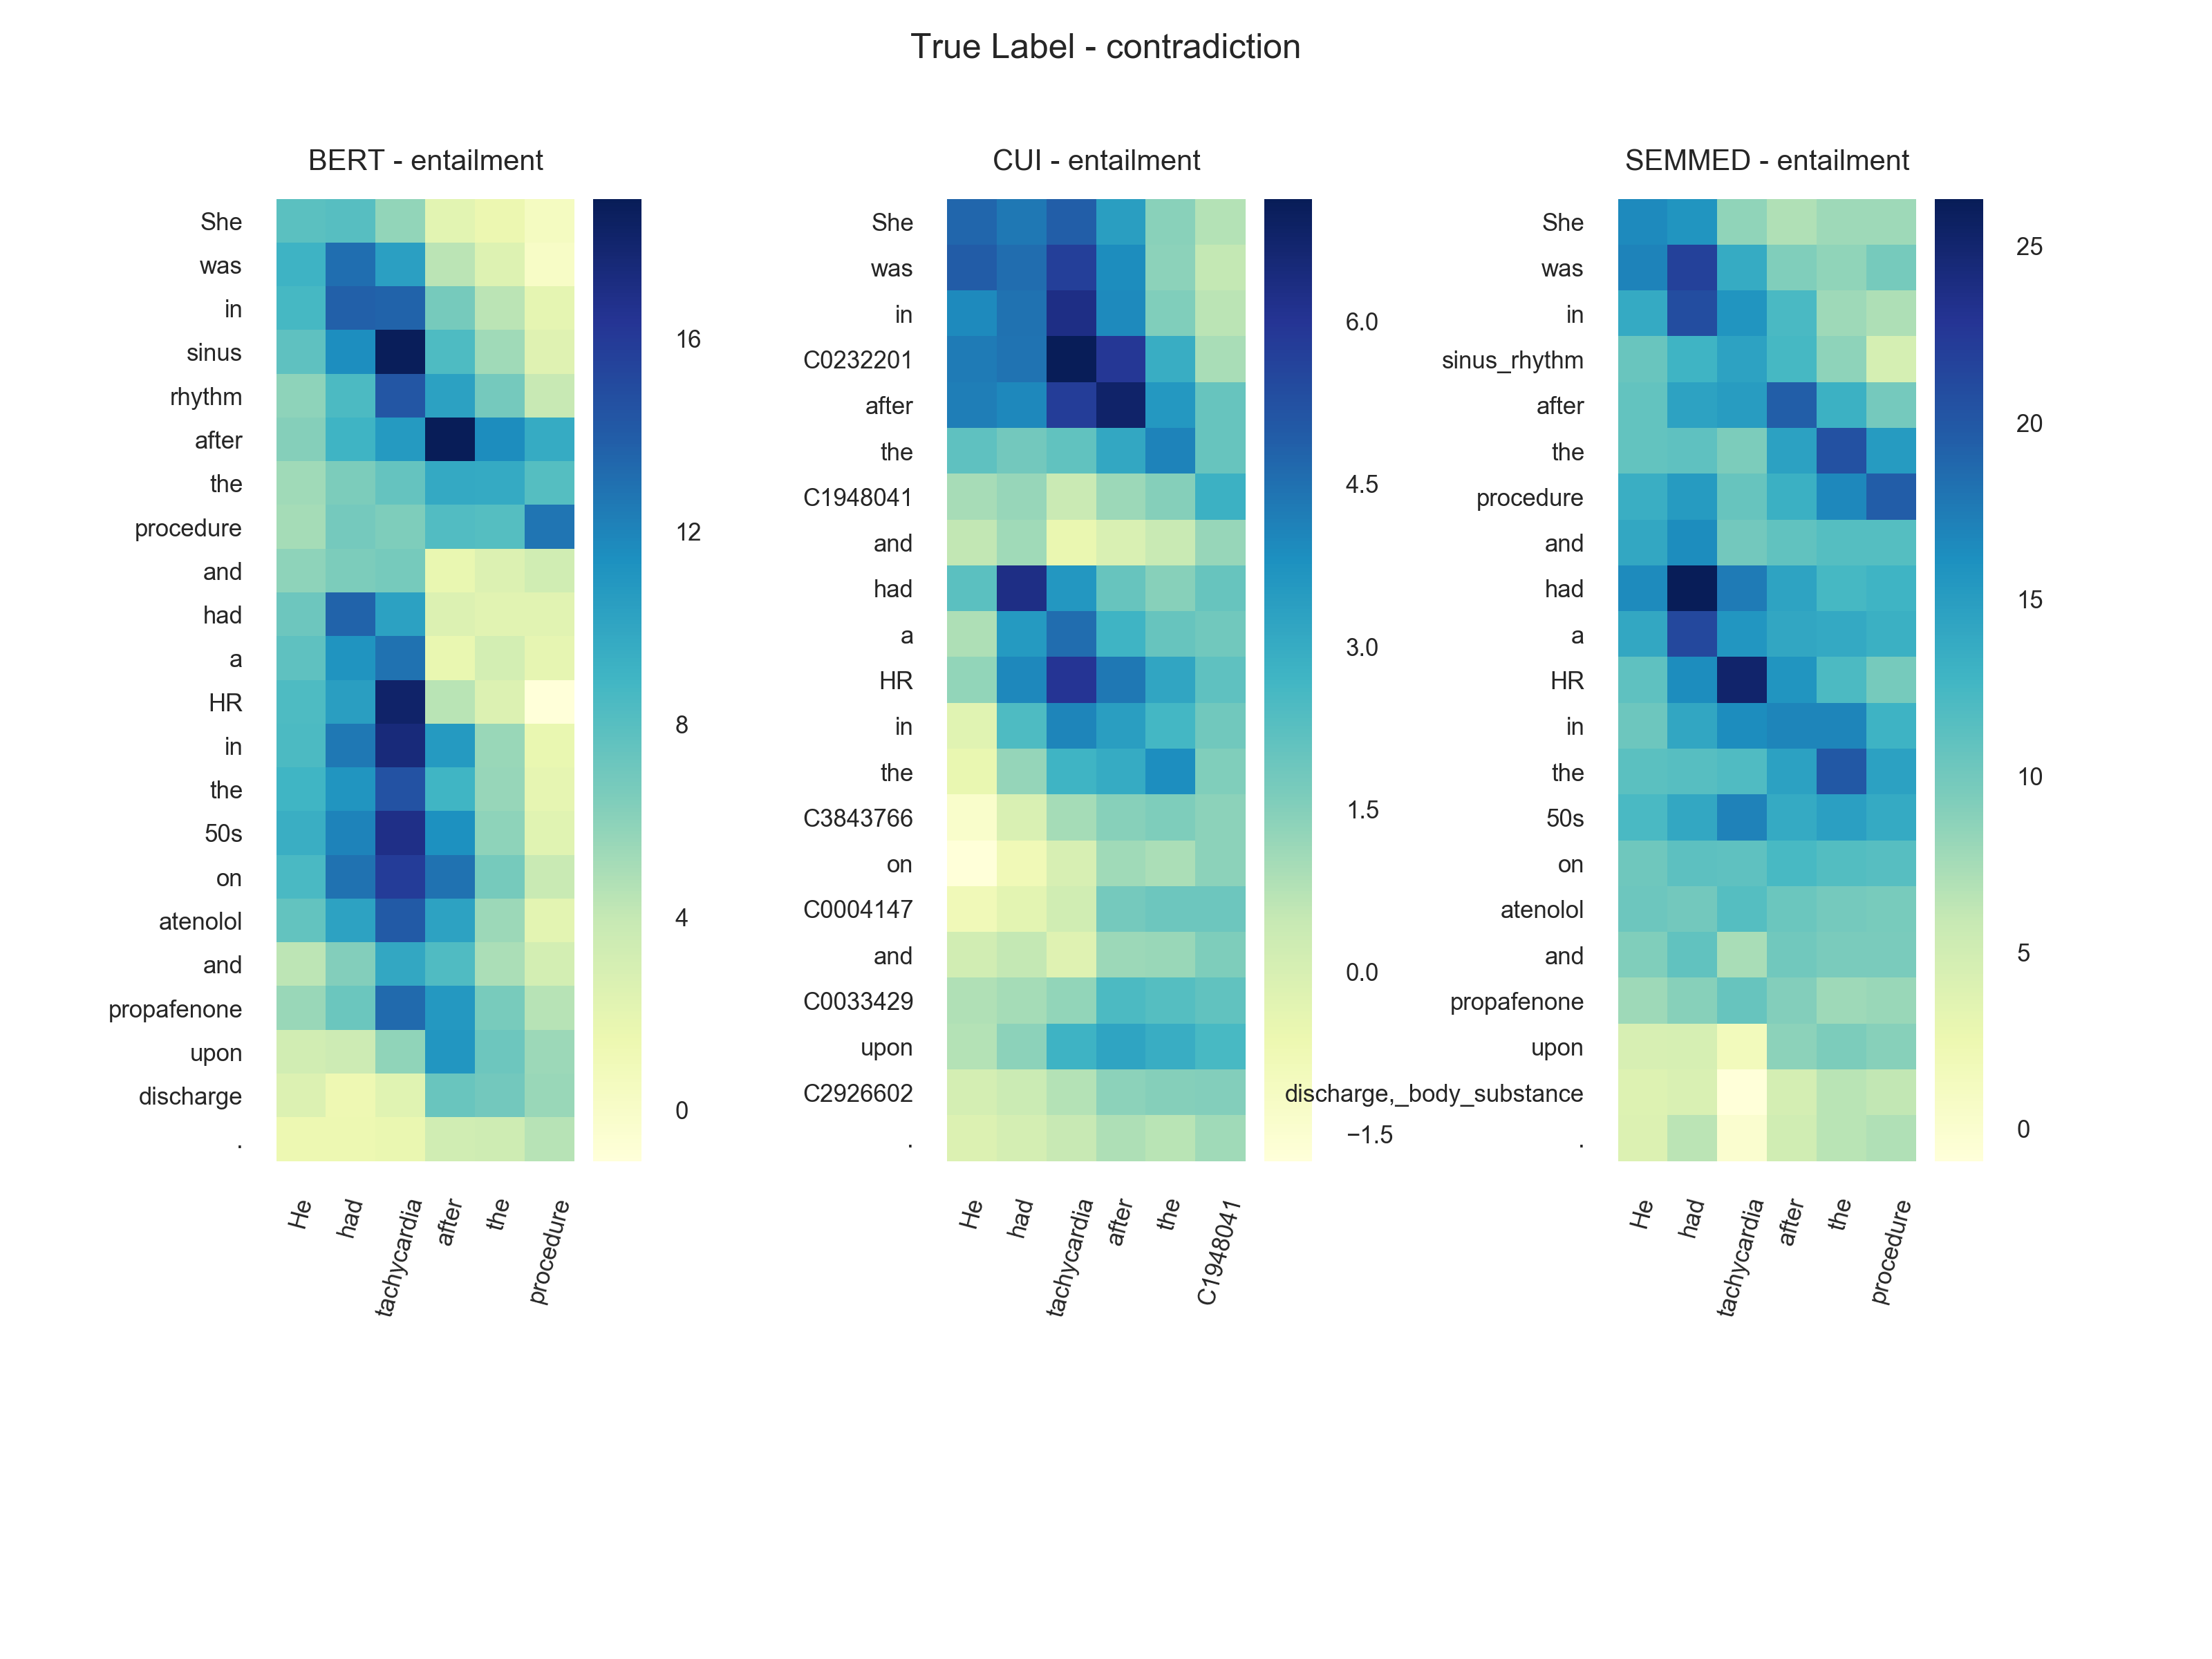 True Label - contradiction
BERT - entailment
She
was
in
sinus
rhythm
after
the
procedure
and
had
a
HR
in
the
50s
on
atenolol
and
propafenone
upon
discharge
.
He
had
tachycardia
after
the
procedure
16
12
8
4
0
CUI - entailment
She
was
in
C0232201
after
the
C1948041
and
had
a
HR
in
the
C3843766
on
C0004147
and
C0033429
upon
C2926602
.
He
had
tachycardia
after
the
C1948041
6.0
4.5
3.0
1.5
0.0
−1.5
SEMMED - entailment
She
was
in
sinus_rhythm
after
the
procedure
and
had
a
HR
in
the
50s
on
atenolol
and
propafenone
upon
discharge,_body_substance
.
He
had
tachycardia
after
the
procedure
25
20
15
10
5
0